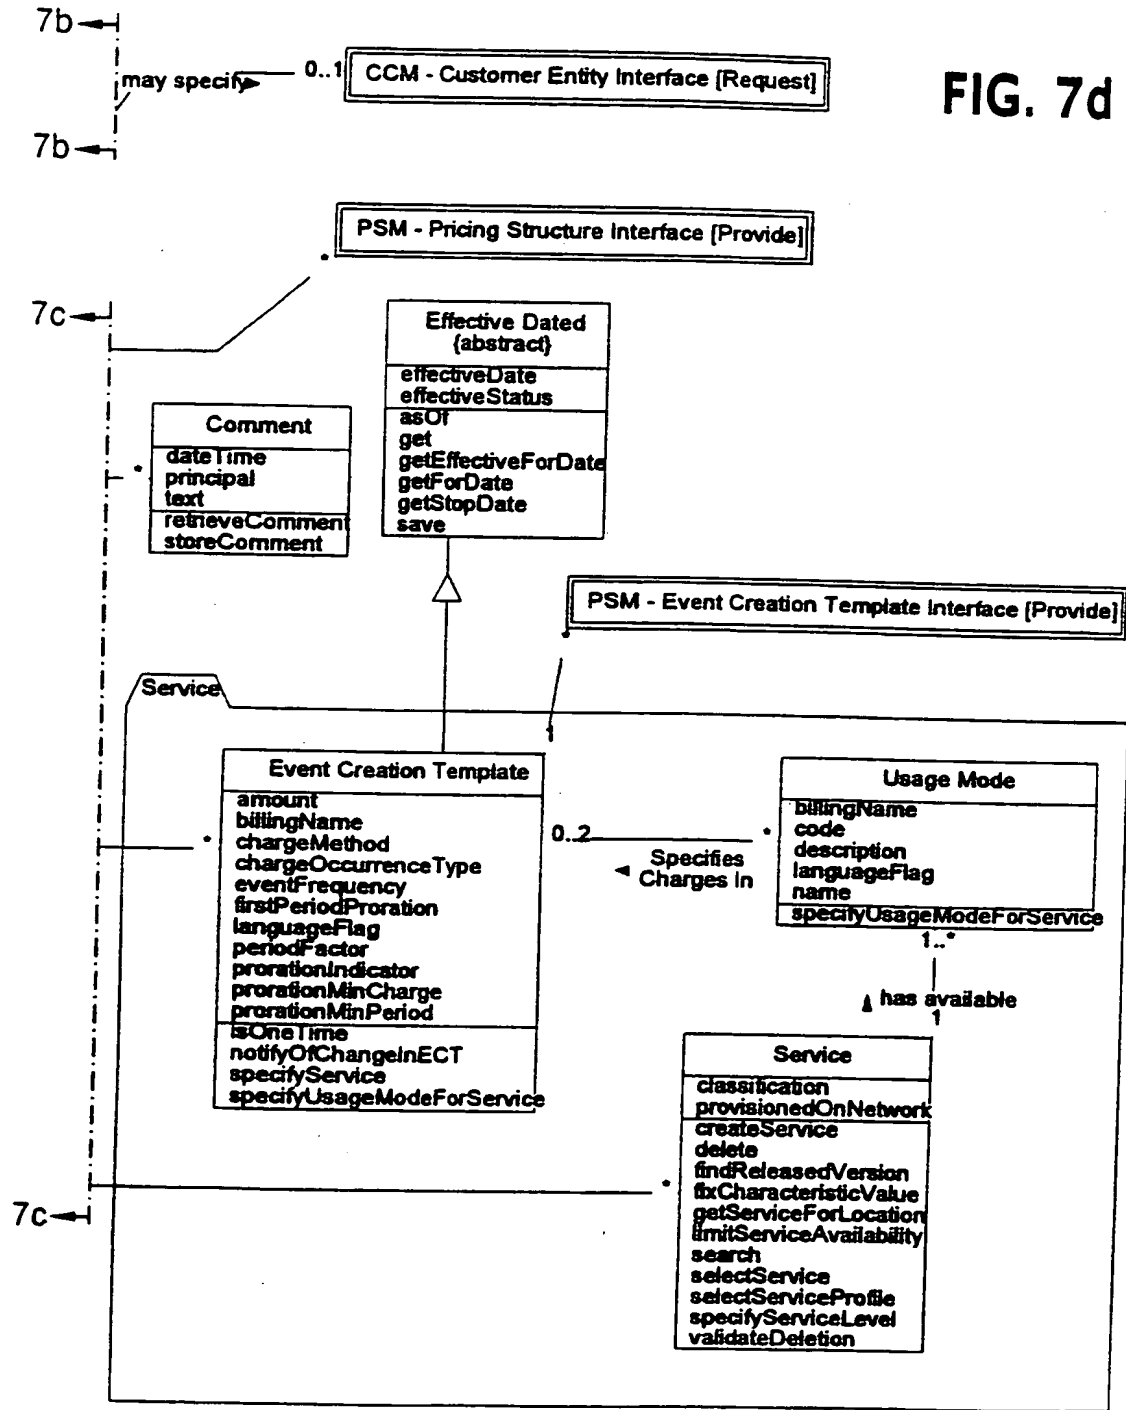 7b
may specify
0..1
CCM - Customer Entity Interface [Request]
FIG. 7d
7b
PSM - Pricing Structure Interface [Provide]
*
7c
Effective Dated
{abstract}
effectiveDate
effectiveStatus
asOf
get
getEffectiveForDate
getForDate
getStopDate
save
Comment
*
dateTime
principal
text
retrieveComment
storeComment
PSM - Event Creation Template Interface [Provide]
*
1
Service
Event Creation Template
*
amount
billingName
chargeMethod
chargeOccurrenceType
eventFrequency
firstPeriodProration
languageFlag
periodFactor
prorationIndicator
prorationMinCharge
prorationMinPeriod
isOneTime
notifyOfChangeInECT
specifyService
specifyUsageModeForService
0..2
*
Specifies
Charges In
Usage Mode
billingName
code
description
languageFlag
name
specifyUsageModeForService
1..*
has available
1
Service
classification
provisionedOnNetwork
createService
delete
findReleasedVersion
fixCharacteristicValue
getServiceForLocation
limitServiceAvailability
search
selectService
selectServiceProfile
specifyServiceLevel
validateDeletion
*
7c